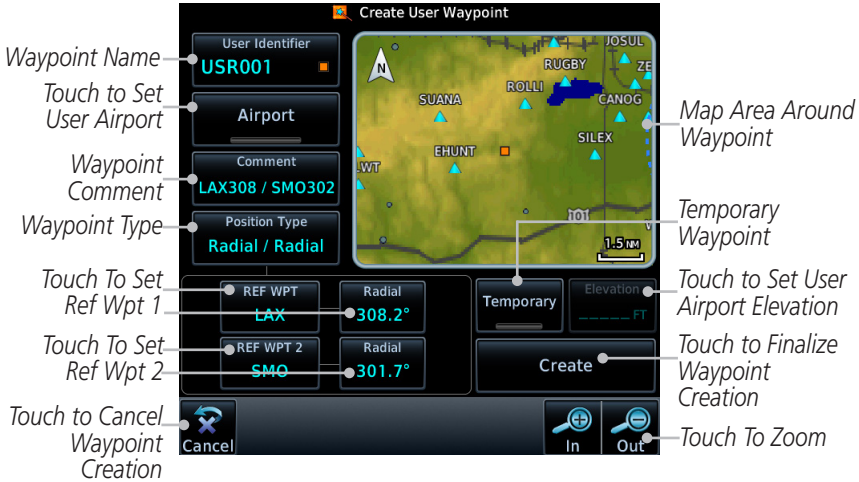 Create User Waypoint
Waypoint Name
User Identifier
USR001
Touch to Set
User Airport
Airport
Waypoint
Comment
Comment
LAX308 / SMO302
Waypoint Type
Position Type
Radial / Radial
N
JOSUL
RUGBY
ZE
ROLLI
SUANA
CANOG
SILEX
EHUNT
LWT
101
1.5 NM
Map Area Around
Waypoint
Temporary
Waypoint
Touch To Set
Ref Wpt 1
REF WPT
LAX
Radial
308.2°
Temporary
Elevation
_____ FT
Touch to Set User
Airport Elevation
Touch To Set
Ref Wpt 2
REF WPT 2
SMO
Radial
301.7°
Create
Touch to Finalize
Waypoint
Creation
Touch to Cancel
Waypoint
Creation
Cancel
In
Out
Touch To Zoom